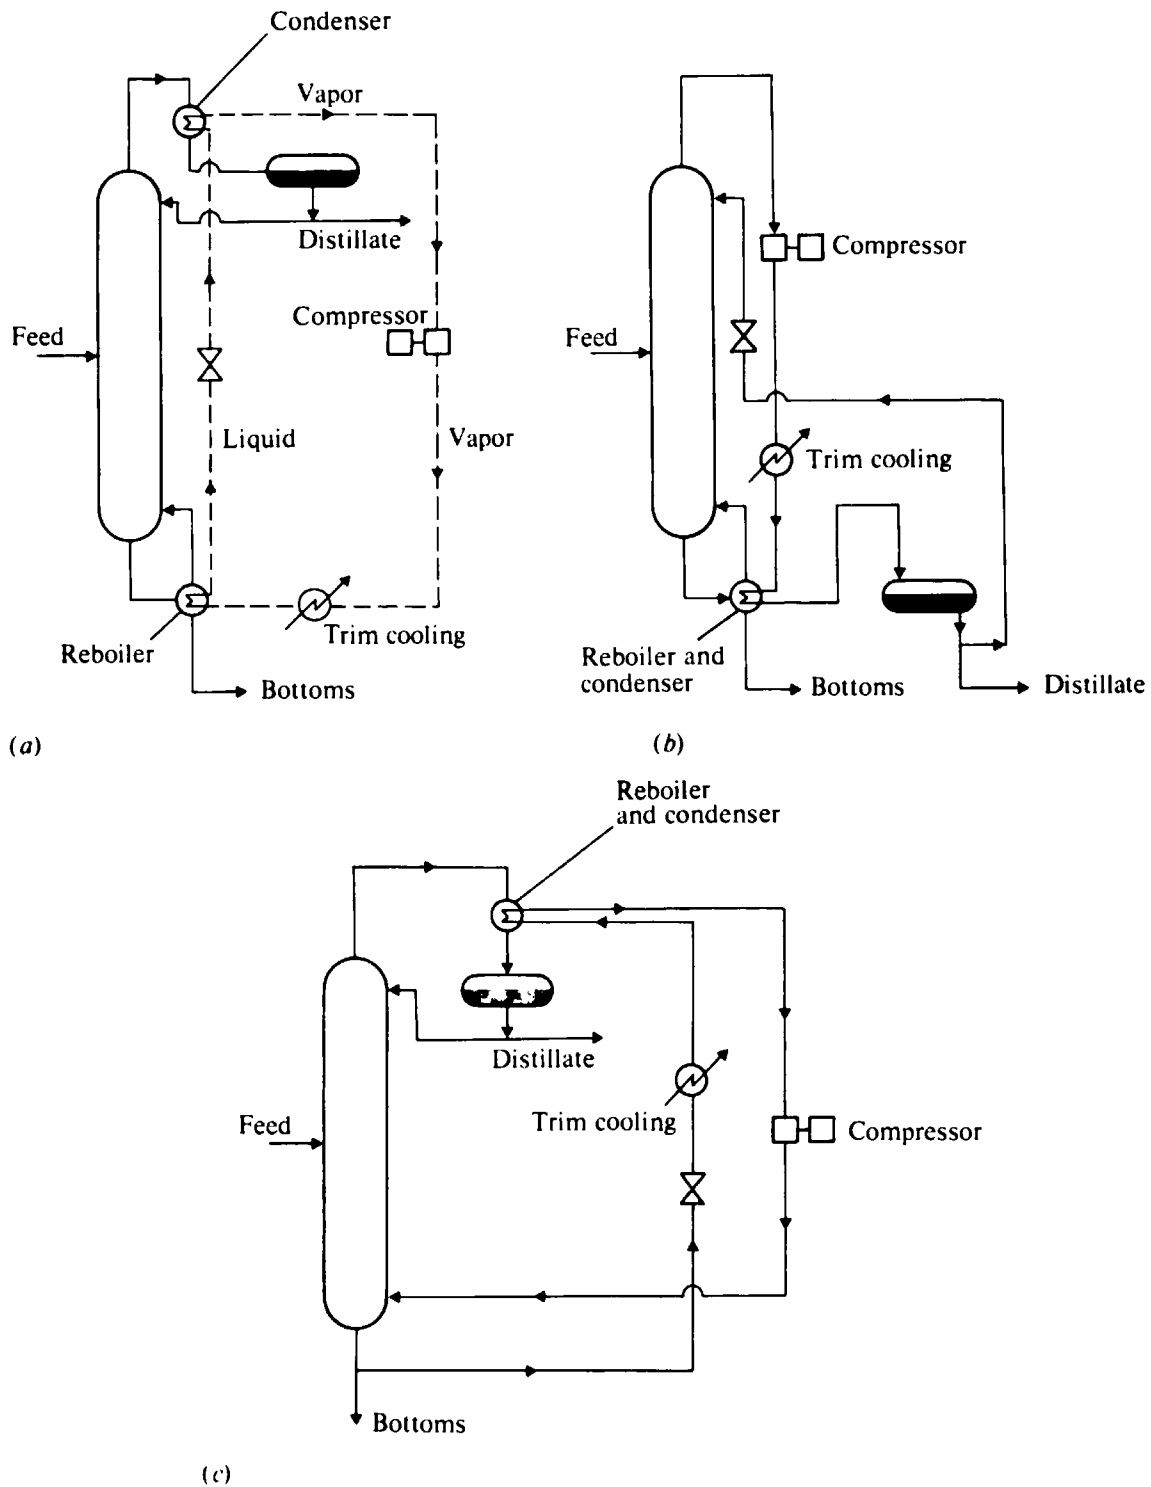 Condenser
Vapor
Distillate
Compressor
Feed
Liquid
Vapor
Trim cooling
Reboiler
Bottoms
(a)
Compressor
Feed
Trim cooling
Reboiler and
condenser
Bottoms
Distillate
(b)
Reboiler
and condenser
Distillate
Trim cooling
Feed
Compressor
Bottoms
(c)